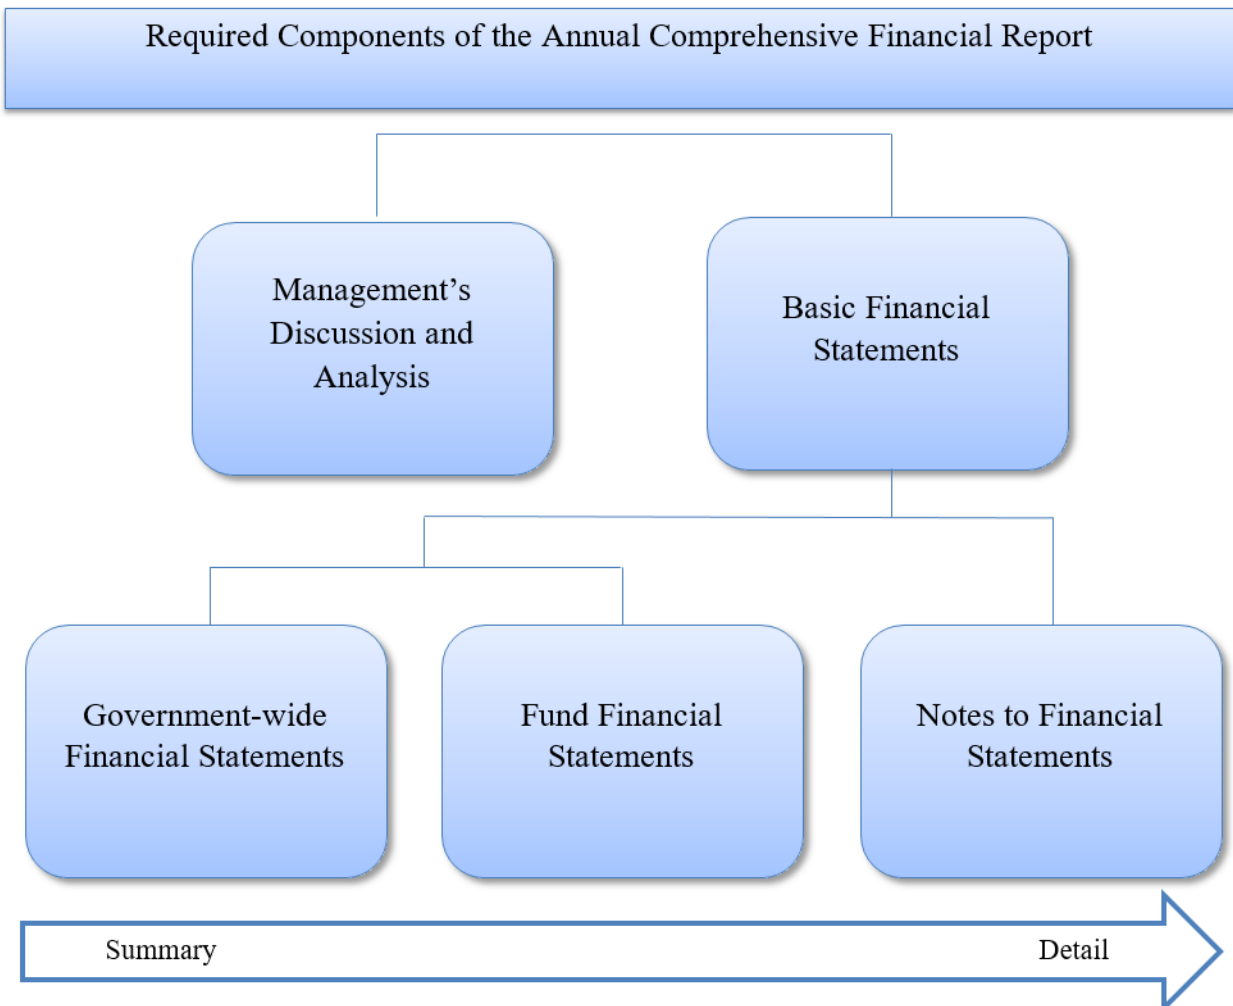 Required Components of the Annual Comprehensive Financial Report
Management’s
Discussion and
Analysis
Basic Financial
Statements
Government-wide
Financial Statements
Fund Financial
Statements
Notes to Financial
Statements
Summary
Detail